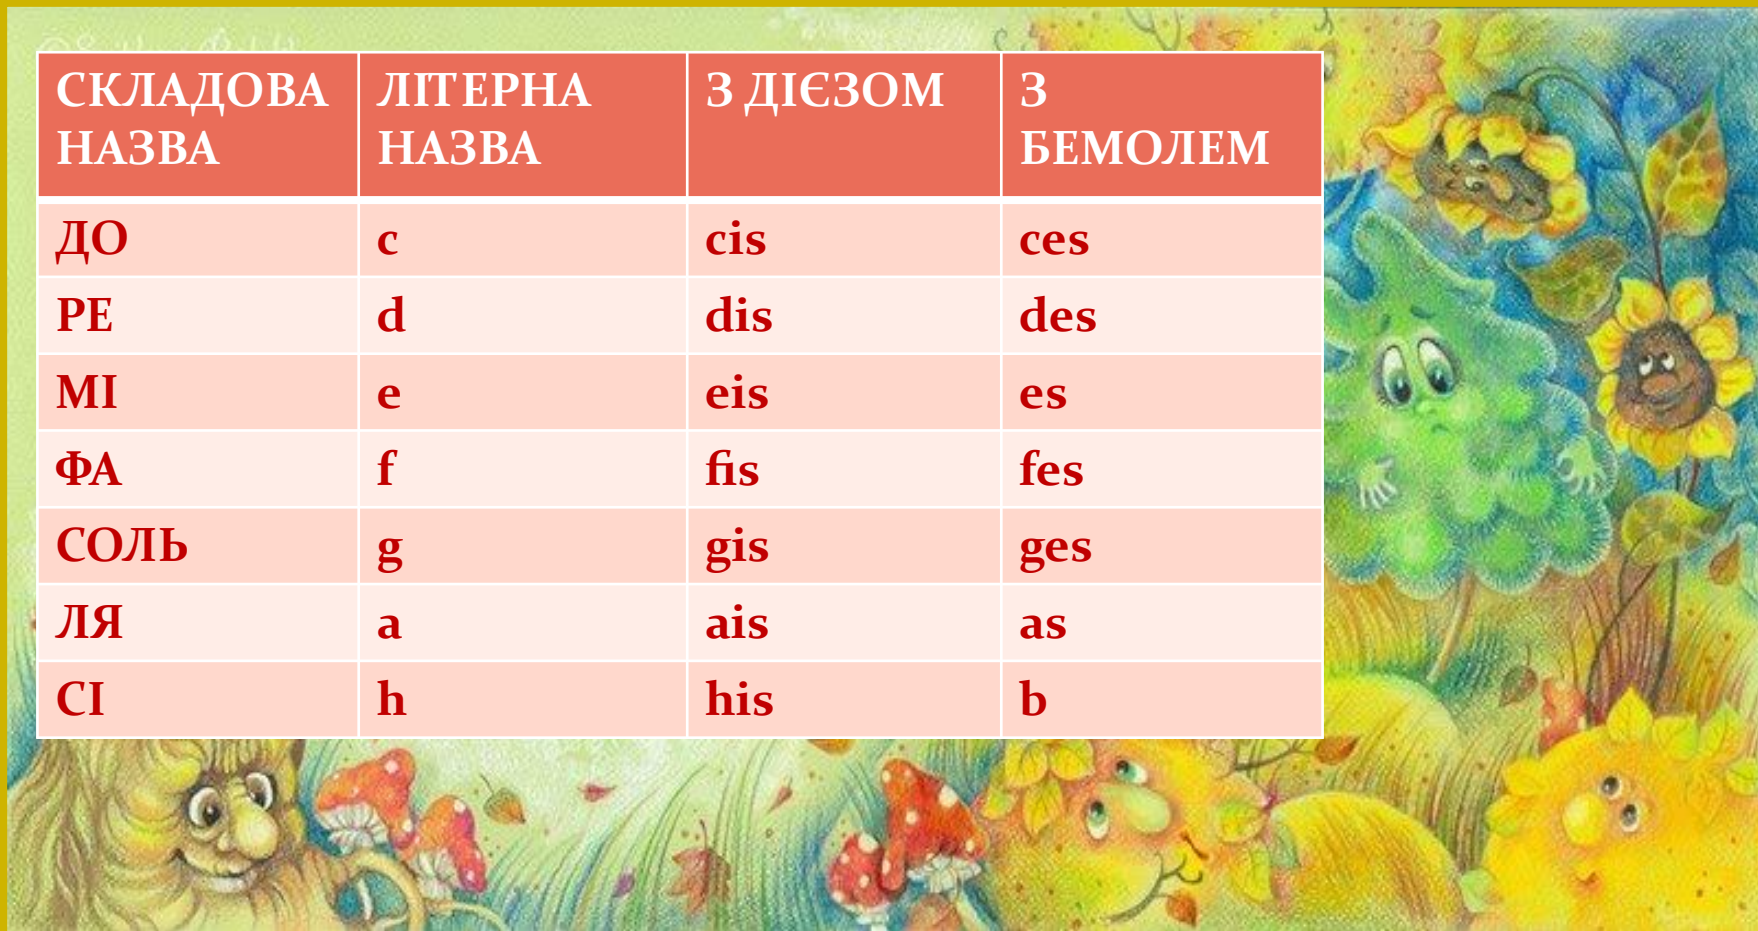 СКЛАДОВА НАЗВА ЛІТЕРНА НАЗВА З ДІЄЗОМ З БЕМОЛЕМ
ДО c cis ces
РЕ d dis des
МІ e eis es
ФА f fis fes
СОЛЬ g gis ges
ЛЯ a ais as
СІ h his b